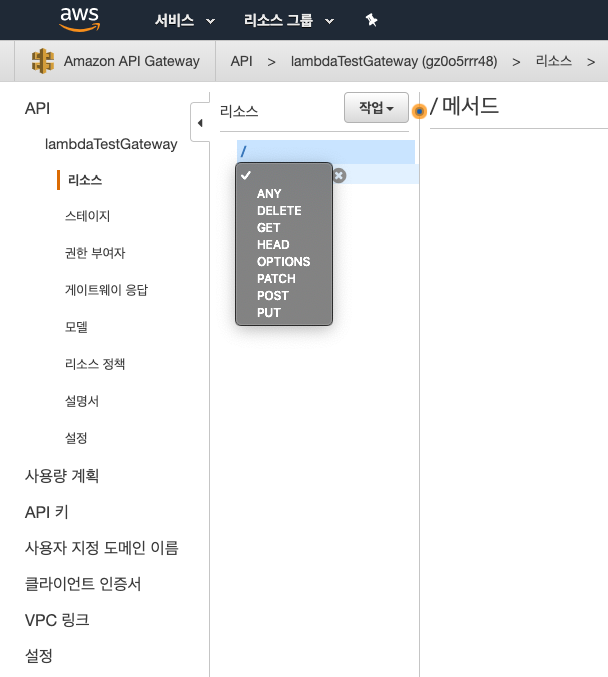 aws 서비스 리소스 그룹
Amazon API Gateway API > lambdaTestGateway (gz0o5rrr48) > 리소스 >
API
lambdaTestGateway
리소스
스테이지
권한 부여자
게이트웨이 응답
모델
리소스 정책
설명서
설정
사용량 계획
API 키
사용자 지정 도메인 이름
클라이언트 인증서
VPC 링크
설정
리소스 작업
/
ANY
DELETE
GET
HEAD
OPTIONS
PATCH
POST
PUT
/ 메서드